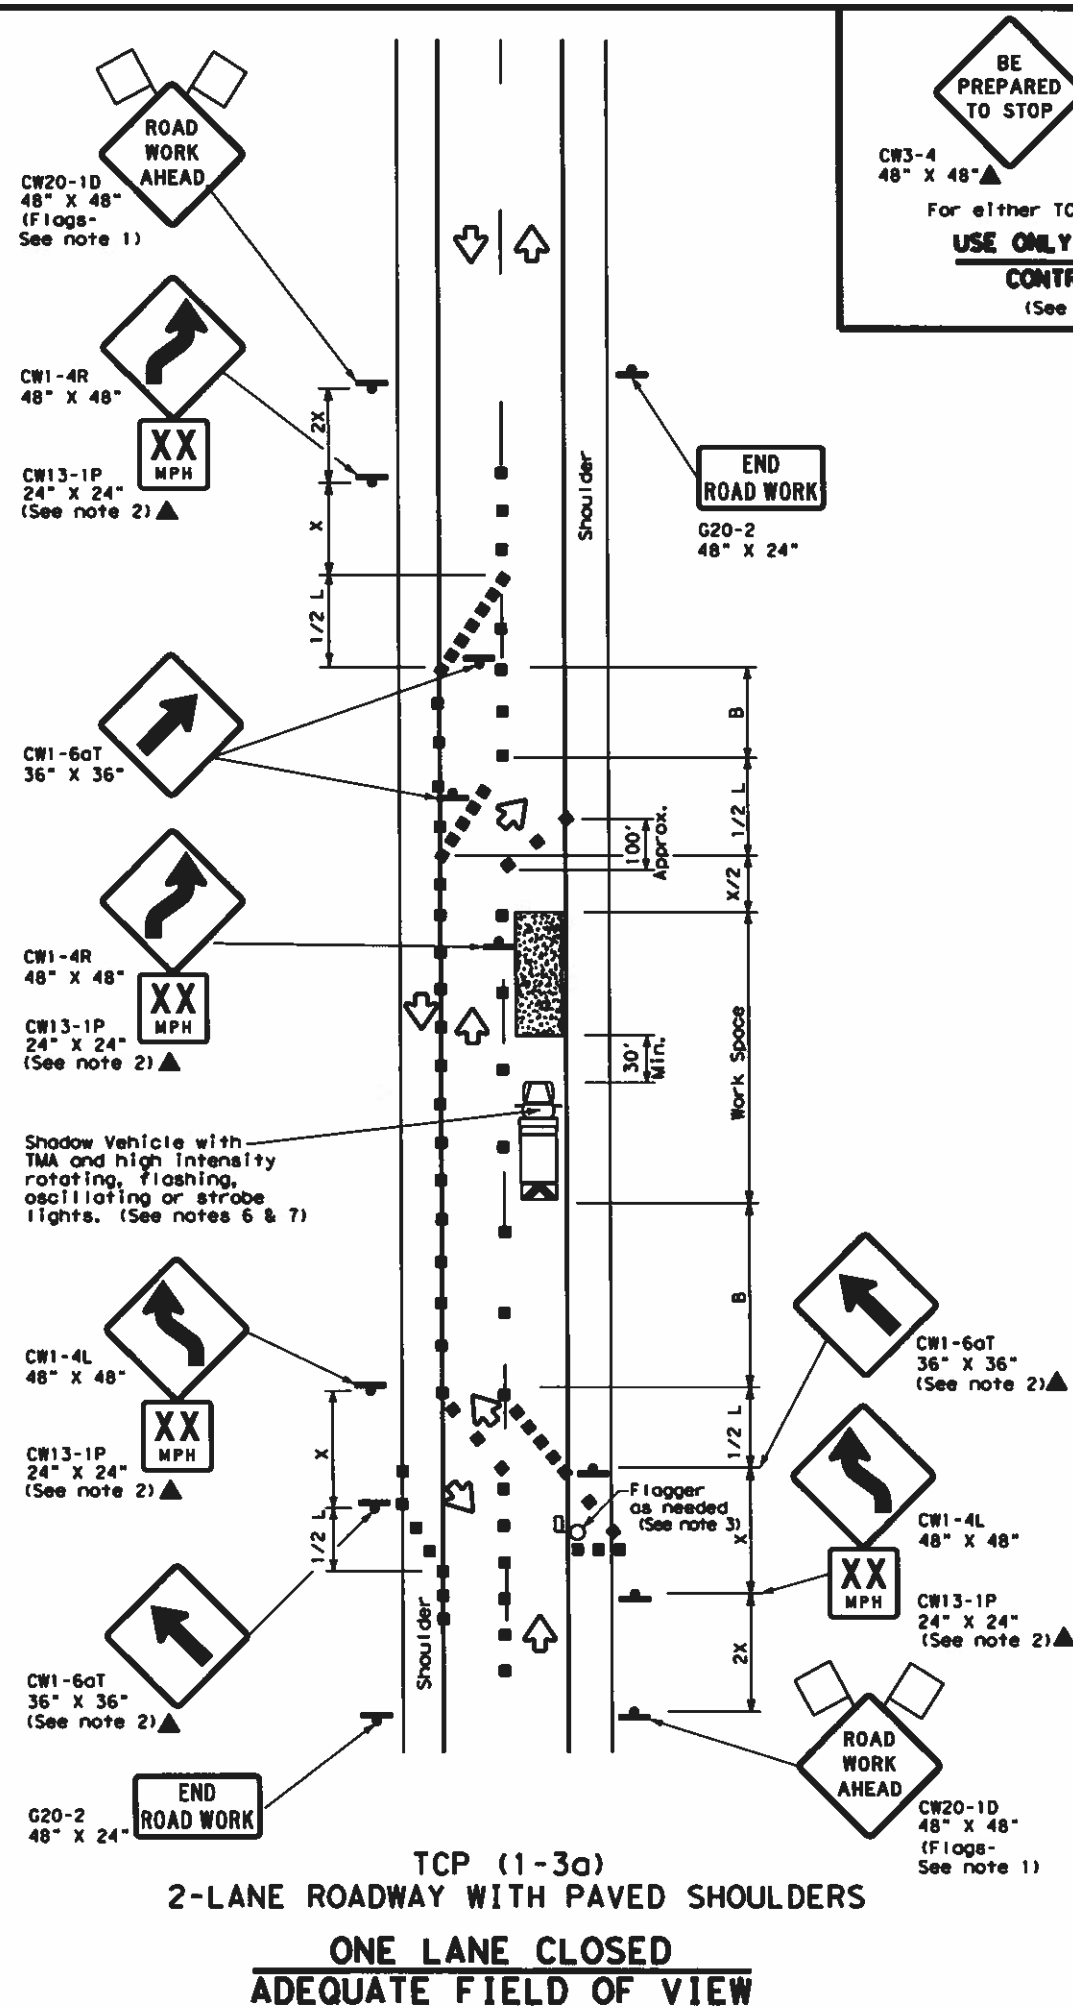 ROAD
WORK
AHEAD
CW20-1D
48" X 48"
(Flags-
See note 1)
BE
PREPARED
TO STOP
CW3-4
48" X 48"
For either TC
USE ONLY
CONTR
(See
CW1-4R
48" X 48"
XX
MPH
CW13-1P
24" X 24"
(See note 2)
2X
X
1/2 L
Shoulder
END
ROAD WORK
G20-2
48" X 24"
CW1-6aT
36" X 36"
B
1/2 L
100'
Approx.
X/2
CW1-4R
48" X 48"
XX
MPH
CW13-1P
24" X 24"
(See note 2)
30'
Min.
Work Space
Shadow Vehicle with
TMA and high intensity
rotating, flashing,
oscillating or strobe
lights. (See notes 6 & 7)
B
CW1-4L
48" X 48"
XX
MPH
CW13-1P
24" X 24"
(See note 2)
X
1/2 L
CW1-6aT
36" X 36"
(See note 2)
1/2 L
Flagger
as needed
(See note 3)
X
CW1-4L
48" X 48"
XX
MPH
CW13-1P
24" X 24"
(See note 2)
2X
Shoulder
CW1-6aT
36" X 36"
(See note 2)
END
ROAD WORK
G20-2
48" X 24"
ROAD
WORK
AHEAD
CW20-1D
48" X 48"
(Flags-
See note 1)
TCP (1-3a)
2-LANE ROADWAY WITH PAVED SHOULDERS
ONE LANE CLOSED
ADEQUATE FIELD OF VIEW